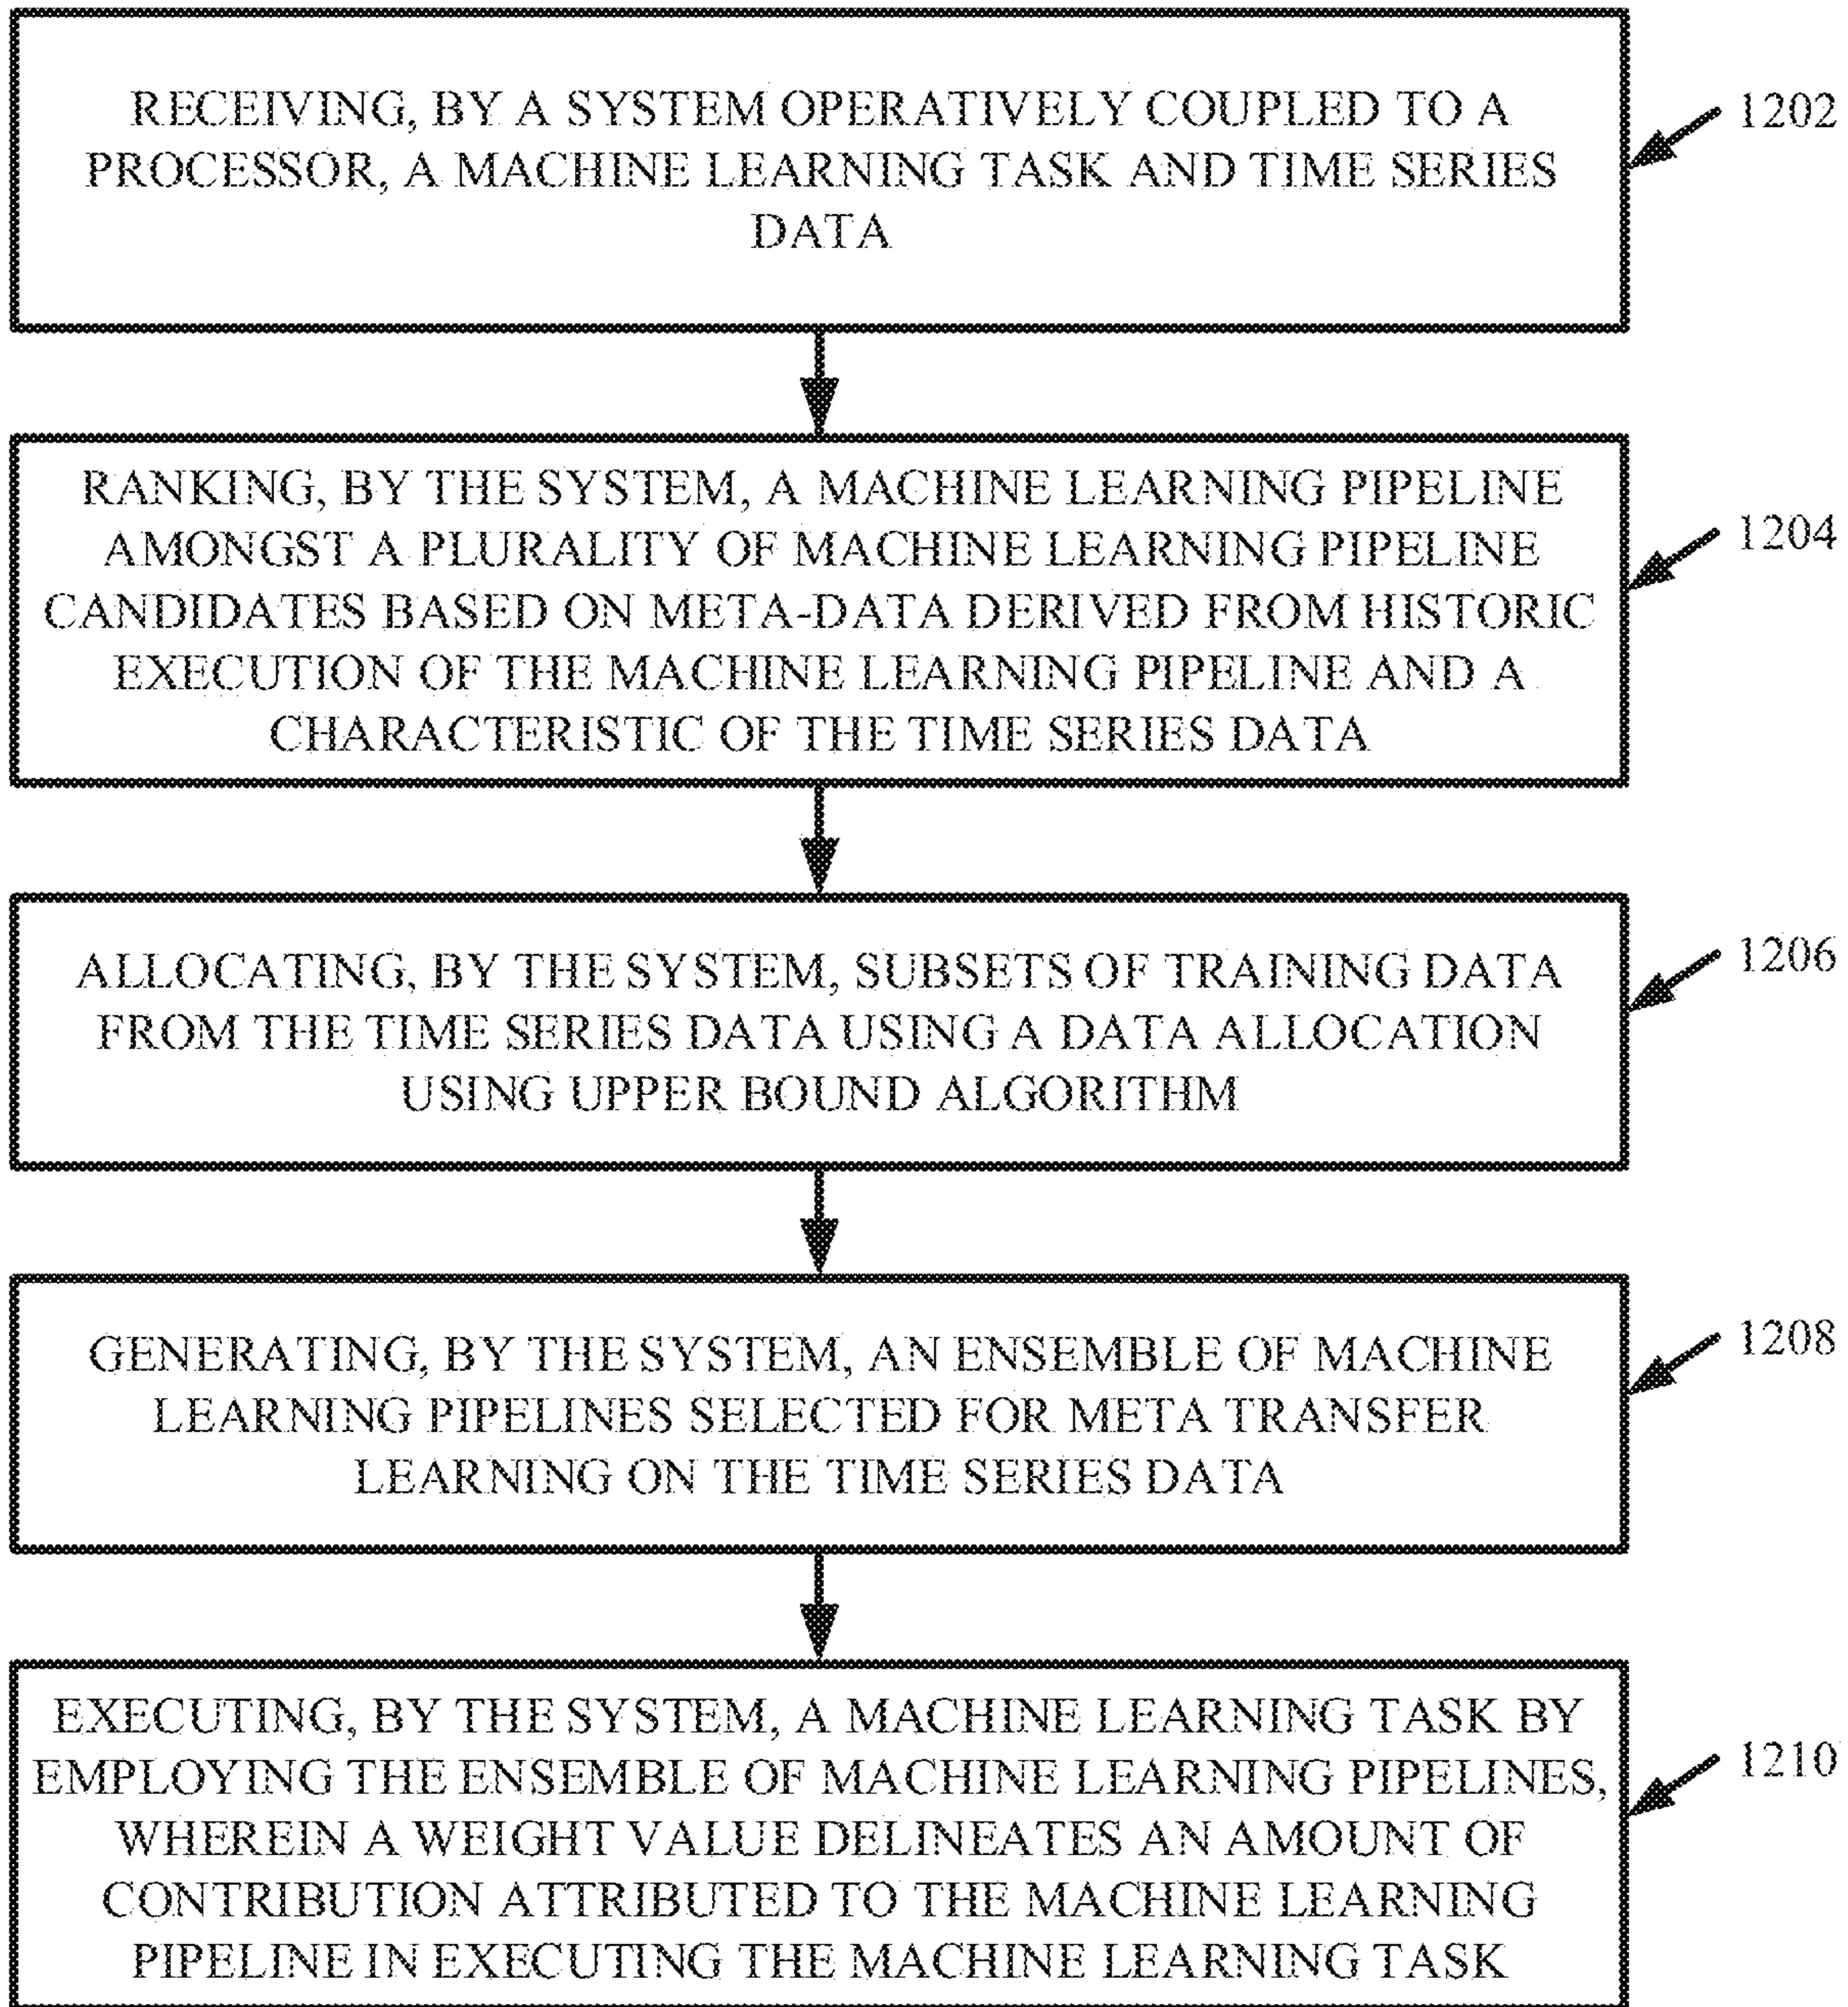 RECEIVING, BY A SYSTEM OPERATIVELY COUPLED TO A
PROCESSOR, A MACHINE LEARNING TASK AND TIME SERIES
DATA
1202
RANKING, BY THE SYSTEM, A MACHINE LEARNING PIPELINE
AMONGST A PLURALITY OF MACHINE LEARNING PIPELINE
CANDIDATES BASED ON META-DATA DERIVED FROM HISTORIC
EXECUTION OF THE MACHINE LEARNING PIPELINE AND A
CHARACTERISTIC OF THE TIME SERIES DATA
1204
ALLOCATING, BY THE SYSTEM, SUBSETS OF TRAINING DATA
FROM THE TIME SERIES DATA USING A DATA ALLOCATION
USING UPPER BOUND ALGORITHM
1206
GENERATING, BY THE SYSTEM, AN ENSEMBLE OF MACHINE
LEARNING PIPELINES SELECTED FOR META TRANSFER
LEARNING ON THE TIME SERIES DATA
1208
EXECUTING, BY THE SYSTEM, A MACHINE LEARNING TASK BY
EMPLOYING THE ENSEMBLE OF MACHINE LEARNING PIPELINES,
WHEREIN A WEIGHT VALUE DELINEATES AN AMOUNT OF
CONTRIBUTION ATTRIBUTED TO THE MACHINE LEARNING
PIPELINE IN EXECUTING THE MACHINE LEARNING TASK
1210